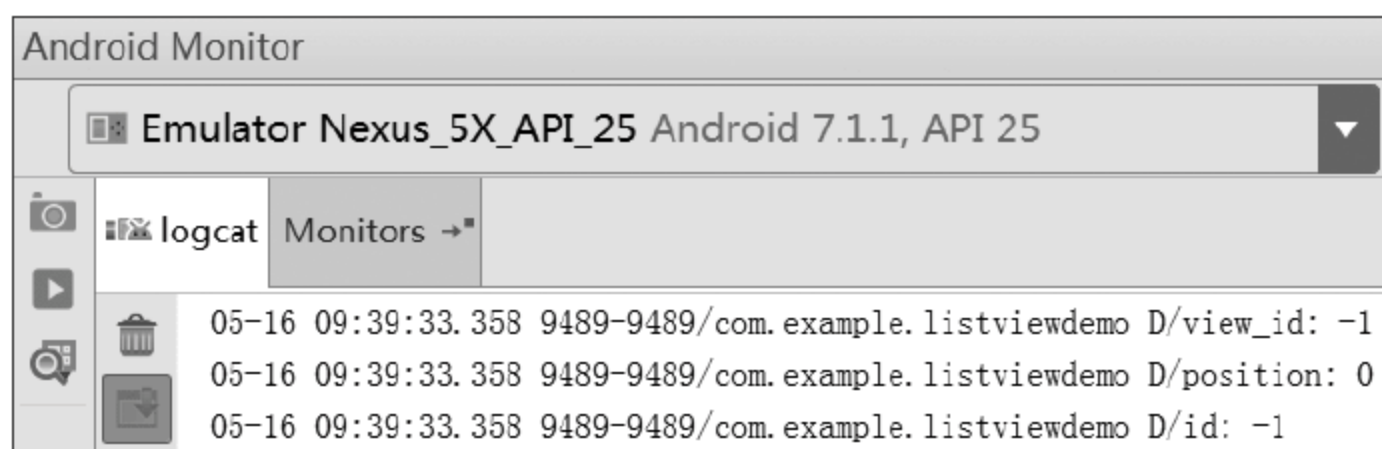 Android Monitor
Emulator Nexus_5X_API_25 Android 7.1.1, API 25
logcat Monitors
05-16 09:39:33.358 9489-9489/com.example.listviewdemo D/view_id: -1
05-16 09:39:33.358 9489-9489/com.example.listviewdemo D/position: 0
05-16 09:39:33.358 9489-9489/com.example.listviewdemo D/id: -1